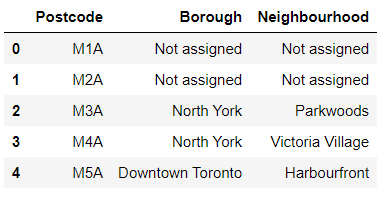 Postcode Borough Neighbourhood
0 M1A Not assigned Not assigned
1 M2A Not assigned Not assigned
2 M3A North York Parkwoods
3 M4A North York Victoria Village
4 M5A Downtown Toronto Harbourfront